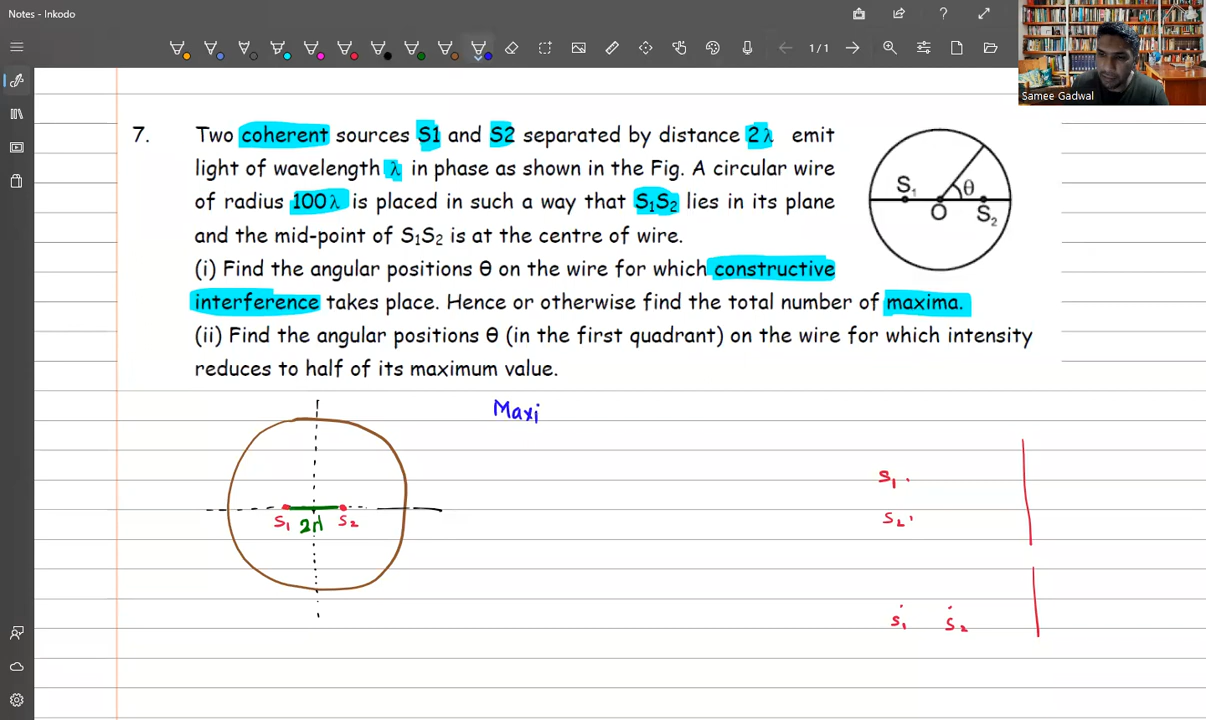 Notes - Inkodo
1/1
Samee Gadwal
7. Two coherent sources S1 and S2 separated by distance 2λ emit
light of wavelength λ in phase as shown in the Fig. A circular wire
of radius 100λ is placed in such a way that S₁S₂ lies in its plane
and the mid-point of S₁S₂ is at the centre of wire.
(i) Find the angular positions θ on the wire for which constructive
interference takes place. Hence or otherwise find the total number of maxima.
(ii) Find the angular positions θ (in the first quadrant) on the wire for which intensity
reduces to half of its maximum value.
S₁ θ
O S₂
Maxi
S₁ 2λ S₂
S₁
S₂
S₁ S₂